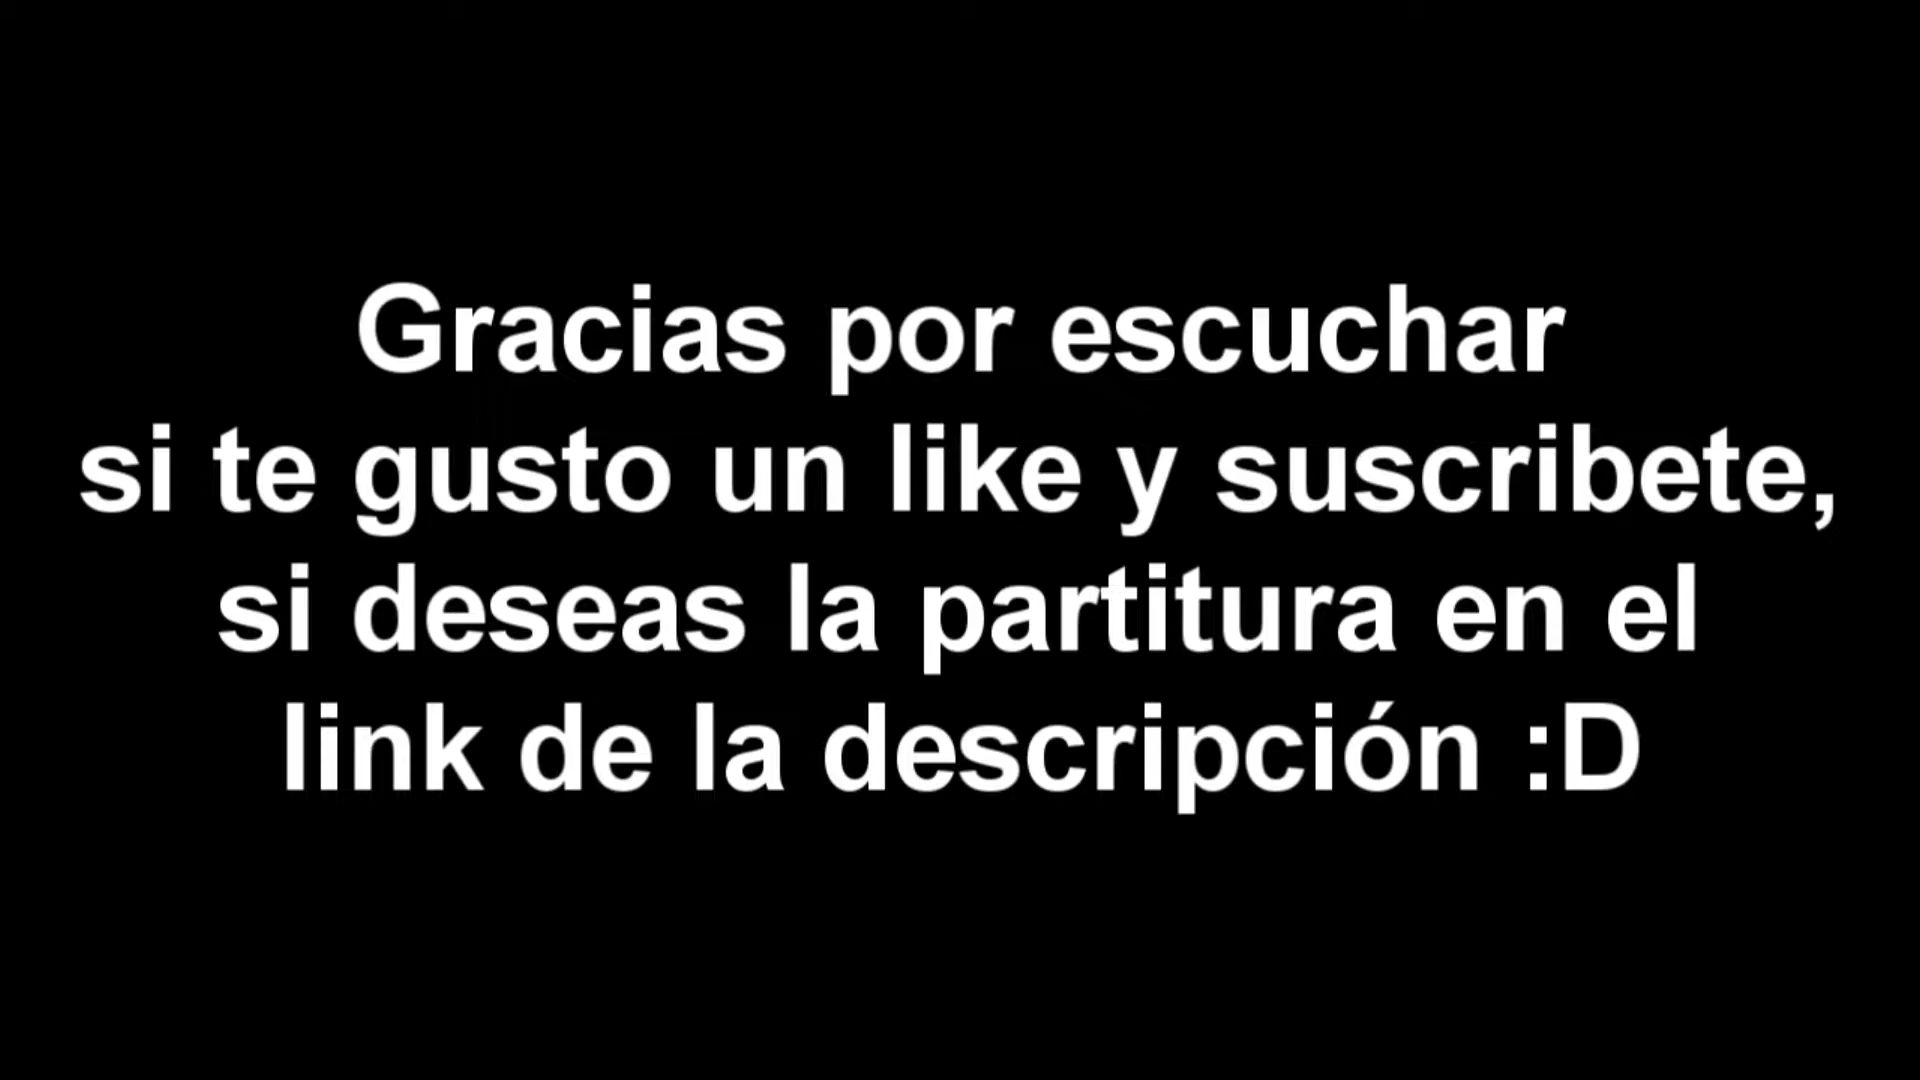 Gracias por escuchar
si te gusto un like y suscribete,
si deseas la partitura en el
link de la descripción :D